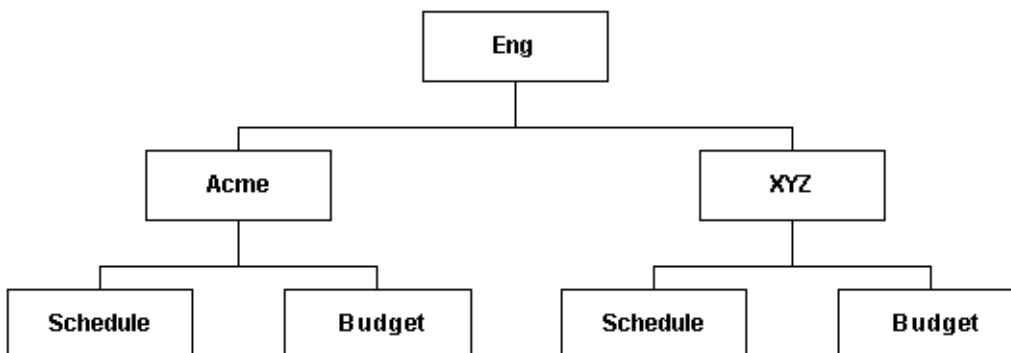 Eng
Acme
XYZ
Schedule
Budget
Schedule
Budget